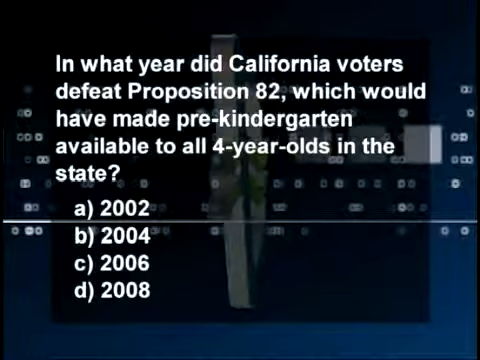 In what year did California voters
defeat Proposition 82, which would
have made pre-kindergarten
available to all 4-year-olds in the
state?
a) 2002
b) 2004
c) 2006
d) 2008